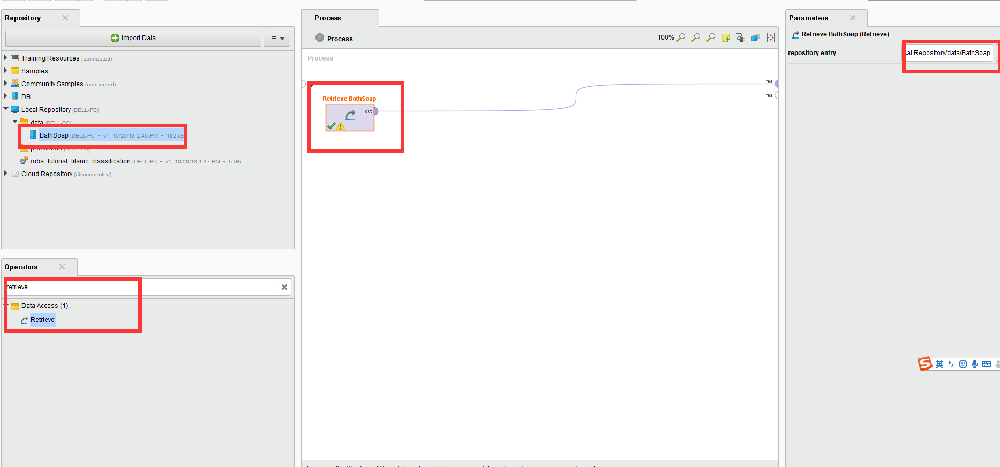 Repository
Import Data
Training Resources (connected)
Samples
Community Samples (connected)
DB
Local Repository (DELL-PC)
data (DELL-PC)
BathSoap (DELL-PC - v1, 10/20/18 2:46 PM - 182 kB
processes (DELL-PC)
mba_tutorial_titanic_classification (DELL-PC - v1, 10/20/18 1:47 PM - 5 kB)
Cloud Repository (disconnected)
Operators
retrieve
Data Access (1)
Retrieve
Process
Process
100%
Process
Retrieve BathSoap
out
res
res
Parameters
Retrieve BathSoap (Retrieve)
repository entry
cal Repository/data/BathSoap
S 英